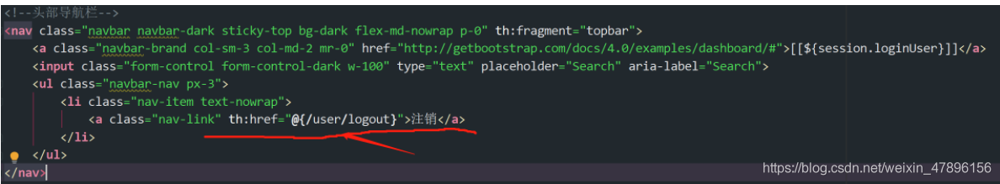 <!--头部导航栏-->
<nav class="navbar navbar-dark sticky-top bg-dark flex-md-nowrap p-0" th:fragment="topbar">
<a class="navbar-brand col-sm-3 col-md-2 mr-0" href="http://getbootstrap.com/docs/4.0/examples/dashboard/#">[[${session.loginUser}]]</a>
<input class="form-control form-control-dark w-100" type="text" placeholder="Search" aria-label="Search">
<ul class="navbar-nav px-3">
<li class="nav-item text-nowrap">
<a class="nav-link" th:href="@{/user/logout}">注销</a>
</li>
</ul>
</nav>
https://blog.csdn.net/weixin_47896156